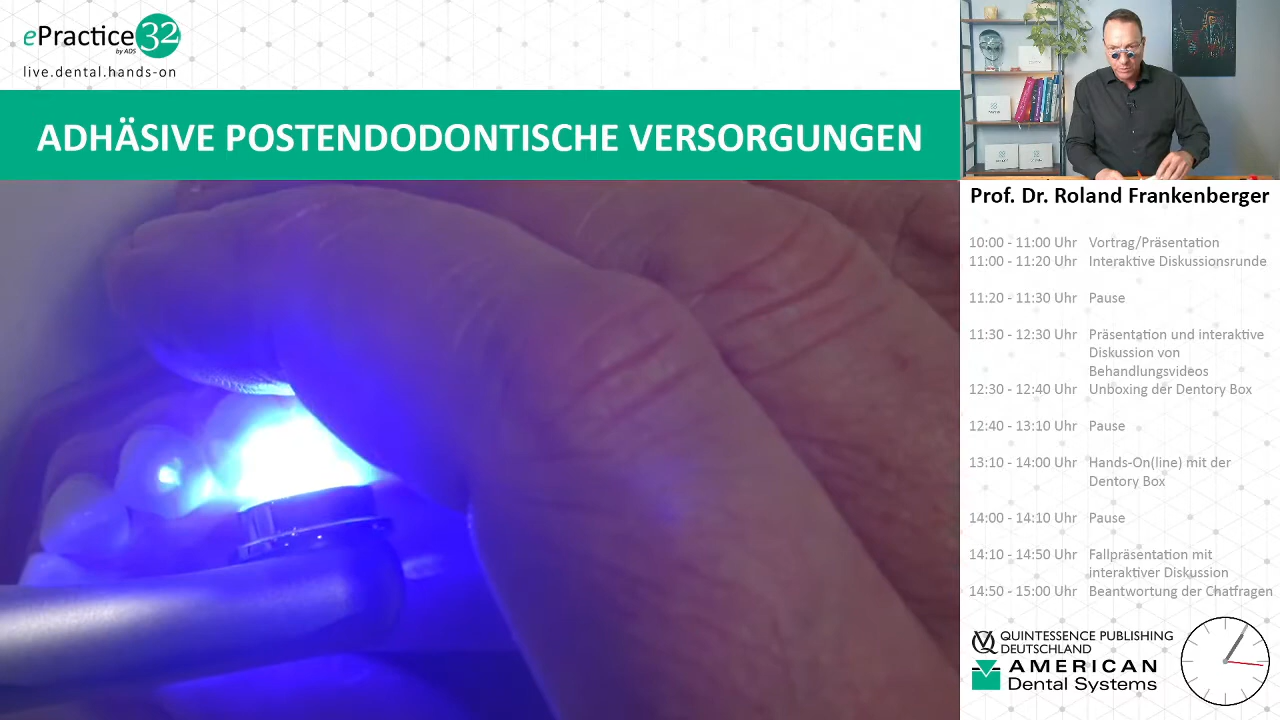 ePractice 32
by ADS
live.dental.hands-on
ADHÄSIVE POSTENDODONTISCHE VERSORGUNGEN
Prof. Dr. Roland Frankenberger
10:00 - 11:00 Uhr Vortrag/Präsentation
11:00 - 11:20 Uhr Interaktive Diskussionsrunde
11:20 - 11:30 Uhr Pause
11:30 - 12:30 Uhr Präsentation und interaktive
Diskussion von
Behandlungsvideos
12:30 - 12:40 Uhr Unboxing der Dentory Box
12:40 - 13:10 Uhr Pause
13:10 - 14:00 Uhr Hands-On(line) mit der
Dentory Box
14:00 - 14:10 Uhr Pause
14:10 - 14:50 Uhr Fallpräsentation mit
interaktiver Diskussion
14:50 - 15:00 Uhr Beantwortung der Chatfragen
QUINTESSENCE PUBLISHING
DEUTSCHLAND
AMERICAN
Dental Systems